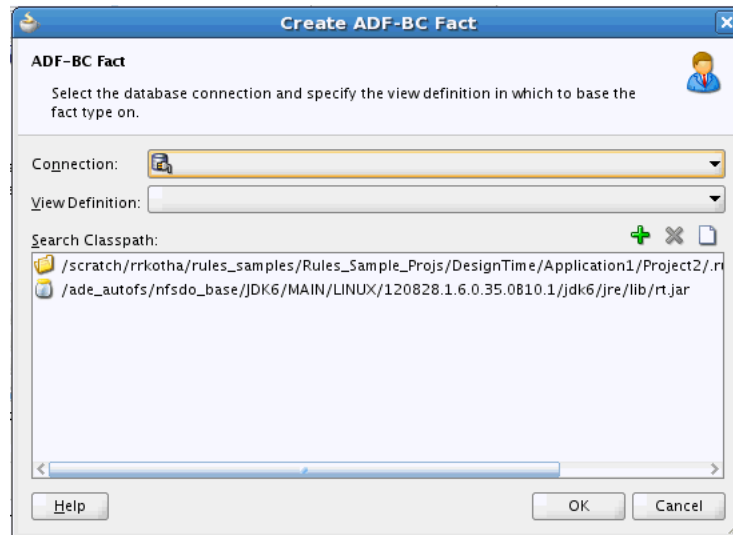 Create ADF-BC Fact
ADF-BC Fact
Select the database connection and specify the view definition in which to base the
fact type on.
Connection:
View Definition:
Search Classpath:
/scratch/rrkotha/rules_samples/Rules_Sample_Projs/DesignTime/Application1/Project2/.ru
/ade_autofs/nfsdo_base/JDK6/MAIN/LINUX/120828.1.6.0.35.0B10.1/jdk6/jre/lib/rt.jar
Help
OK
Cancel